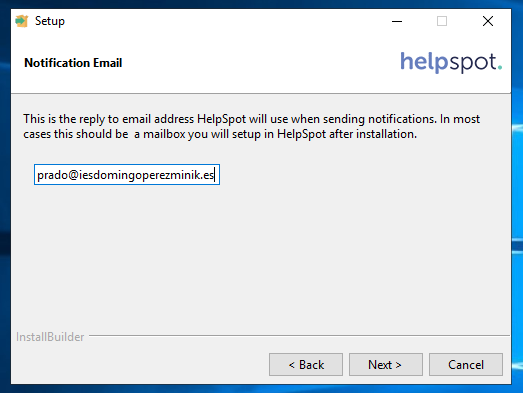 Setup
Notification Email
helpspot.
This is the reply to email address HelpSpot will use when sending notifications. In most
cases this should be  a mailbox you will setup in HelpSpot after installation.
prado@iesdomingoperezminik.es
InstallBuilder
< Back
Next >
Cancel